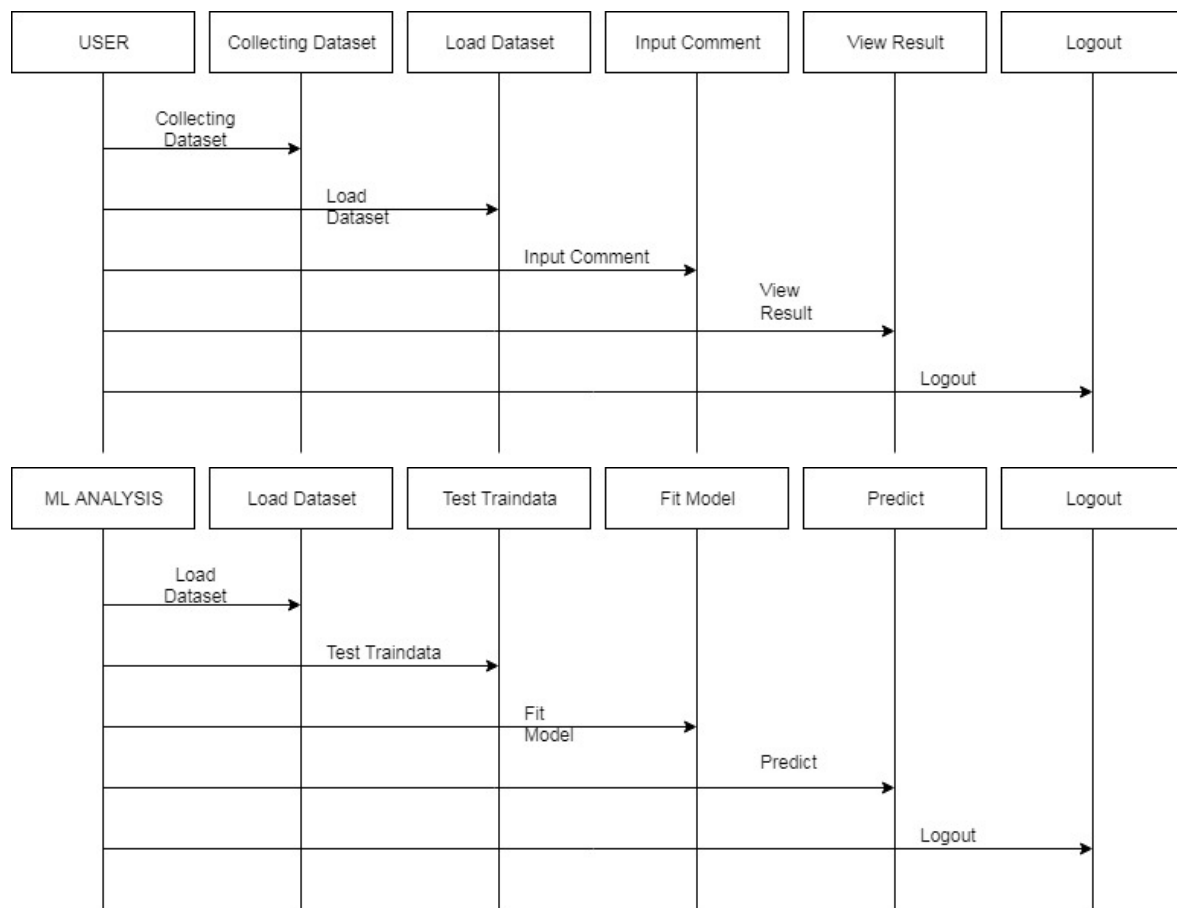 USER
Collecting Dataset
Load Dataset
Input Comment
View Result
Logout
Collecting
Dataset
Load
Dataset
Input Comment
View
Result
Logout
ML ANALYSIS
Load Dataset
Test Traindata
Fit Model
Predict
Logout
Load
Dataset
Test Traindata
Fit
Model
Predict
Logout